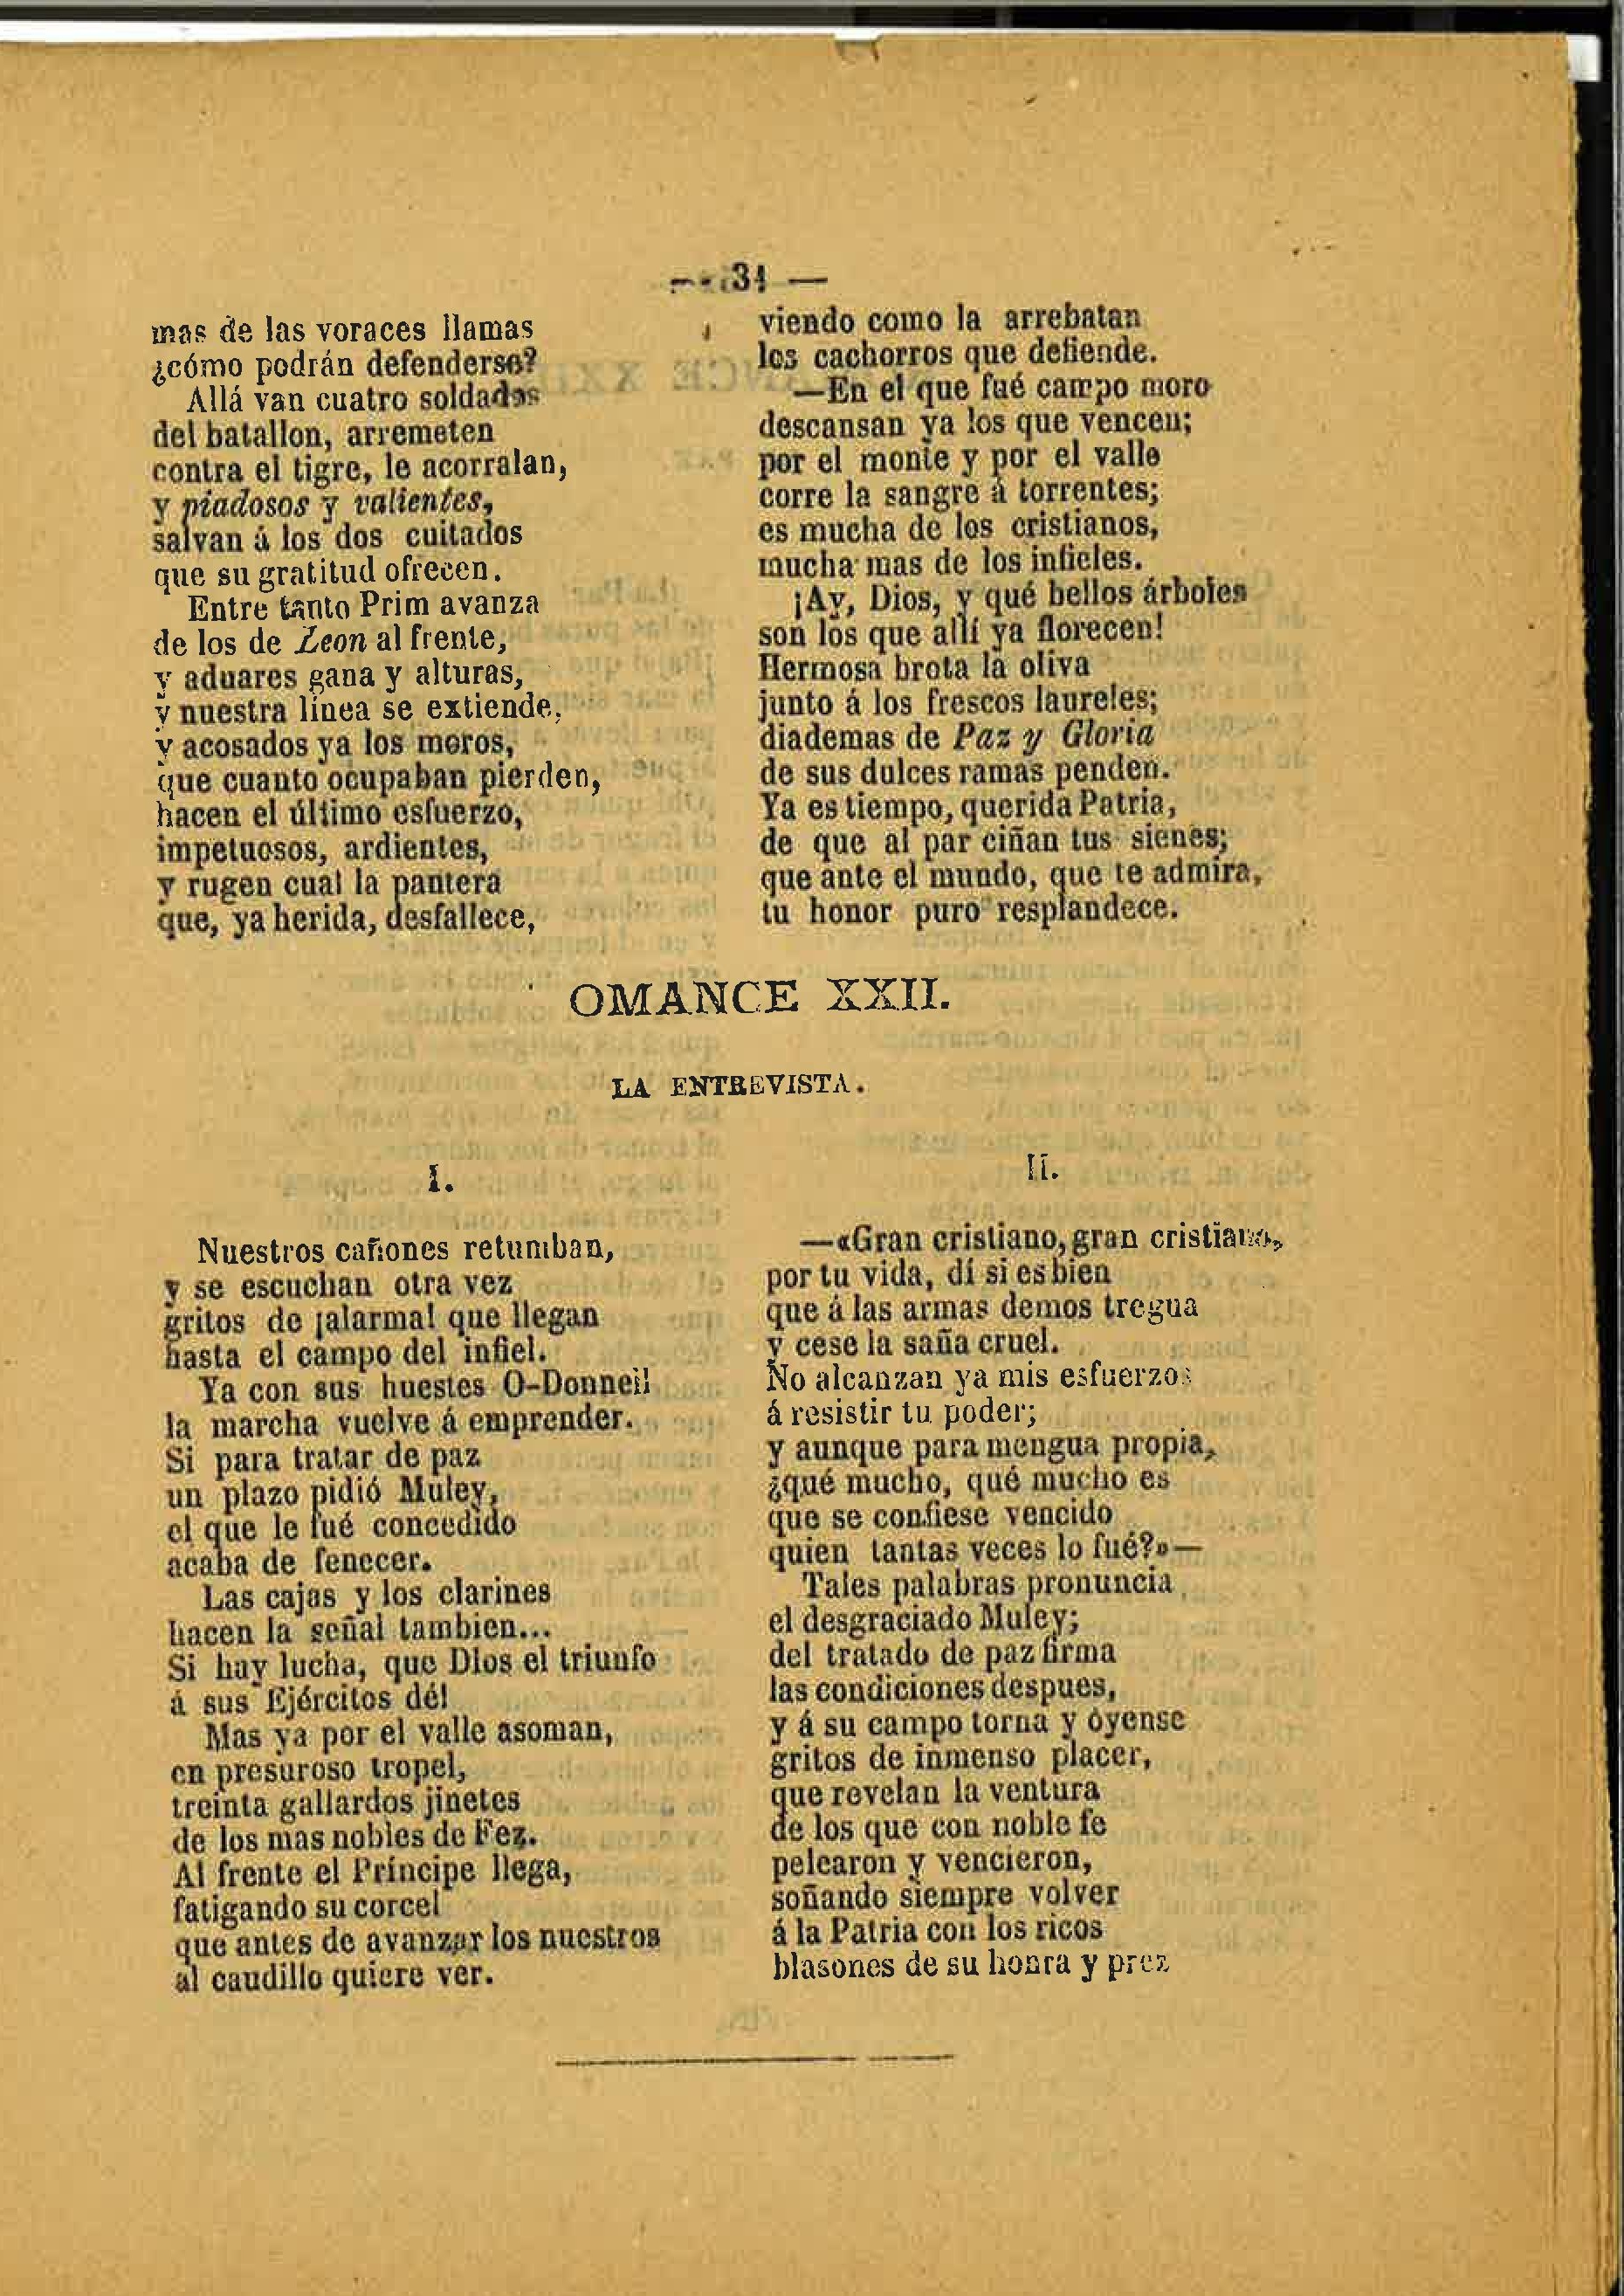 — 31 —
mas de las voraces llamas
¿cómo podrán defenderse?
Allá van cuatro soldados
del batallon, arremeten
contra el tigre, le acorralan,
y piadosos y valientes,
salvan á los dos cuitados
que su gratitud ofrecen.
Entre tanto Prim avanza
de los de Leon al frente,
y aduares gana y alturas,
y nuestra línea se extiende,
y acosados ya los moros,
que cuanto ocupaban pierden,
hacen el último esfuerzo,
impetuosos, ardientes,
y rugen cual la pantera
que, ya herida, desfallece,
viendo como la arrebatan
los cachorros que defiende.
—En el que fué campo moro
descansan ya los que vencen;
por el monte y por el valle
corre la sangre á torrentes;
es mucha de los cristianos,
mucha mas de los infieles.
¡Ay, Dios, y qué bellos árboles
son los que allí ya florecen!
Hermosa brota la oliva
junto á los frescos laureles;
diademas de Paz y Gloria
de sus dulces ramas penden.
Ya es tiempo, querida Patria,
de que al par ciñan tus sienes;
que ante el mundo, que te admira,
tu honor puro resplandece.
OMANCE XXII.
LA ENTREVISTA.
I.
Nuestros cañones retumban,
y se escuchan otra vez
gritos de ¡alarma! que llegan
hasta el campo del infiel.
Ya con sus huestes O-Donnell
la marcha vuelve á emprender.
Si para tratar de paz
un plazo pidió Muley,
el que le fué concedido
acaba de fenecer.
Las cajas y los clarines
hacen la señal tambien...
Si hay lucha, que Dios el triunfo
á sus Ejércitos dé!
Mas ya por el valle asoman,
en presuroso tropel,
treinta gallardos jinetes
de los mas nobles de Fez.
Al frente el Príncipe llega,
fatigando su corcel
que antes de avanzar los nuestros
al caudillo quiere ver.
II.
—«Gran cristiano, gran cristiano,
por tu vida, dí si es bien
que á las armas demos tregua
y cese la saña cruel.
No alcanzan ya mis esfuerzos
á resistir tu poder;
y aunque para mengua propia,
¿qué mucho, qué mucho es
que se confiese vencido
quien tantas veces lo fué?»—
Tales palabras pronuncia
el desgraciado Muley;
del tratado de paz firma
las condiciones despues,
y á su campo torna y óyense
gritos de inmenso placer,
que revelan la ventura
de los que con noble fe
pelearon y vencieron,
soñando siempre volver
á la Patria con los ricos
blasones de su honra y prez